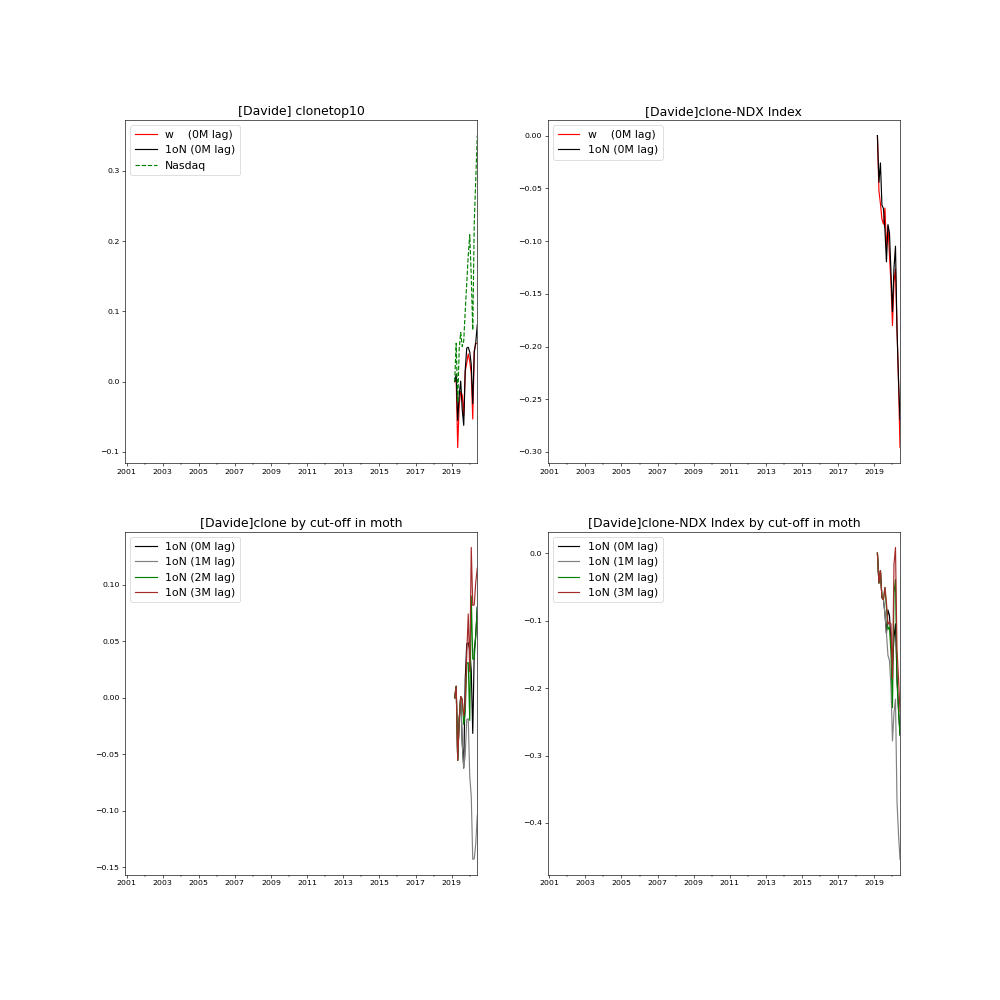 [Davide] clonetop10
w (0M lag)
1oN (0M lag)
Nasdaq
0.3
0.2
0.1
0.0
−0.1
2001 2003 2005 2007 2009 2011 2013 2015 2017 2019
[Davide]clone-NDX Index
w (0M lag)
1oN (0M lag)
0.00
−0.05
−0.10
−0.15
−0.20
−0.25
−0.30
2001 2003 2005 2007 2009 2011 2013 2015 2017 2019
[Davide]clone by cut-off in moth
1oN (0M lag)
1oN (1M lag)
1oN (2M lag)
1oN (3M lag)
0.10
0.05
0.00
−0.05
−0.10
−0.15
2001 2003 2005 2007 2009 2011 2013 2015 2017 2019
[Davide]clone-NDX Index by cut-off in moth
1oN (0M lag)
1oN (1M lag)
1oN (2M lag)
1oN (3M lag)
0.0
−0.1
−0.2
−0.3
−0.4
2001 2003 2005 2007 2009 2011 2013 2015 2017 2019